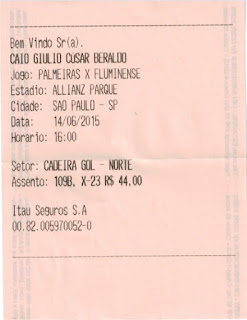 Bem Vindo Sr(a).
CAIO GIULIO CUSAR BERALDO
Jogo: PALMEIRAS X FLUMINENSE
Estadio: ALLIANZ PARQUE
Cidade: SAO PAULO - SP
Data: 14/06/2015
Horario: 16:00
Setor: CADEIRA GOL - NORTE
Assento: 109B, X-23 R$ 44,00
Itau Seguros S.A
00.82.005970052-0